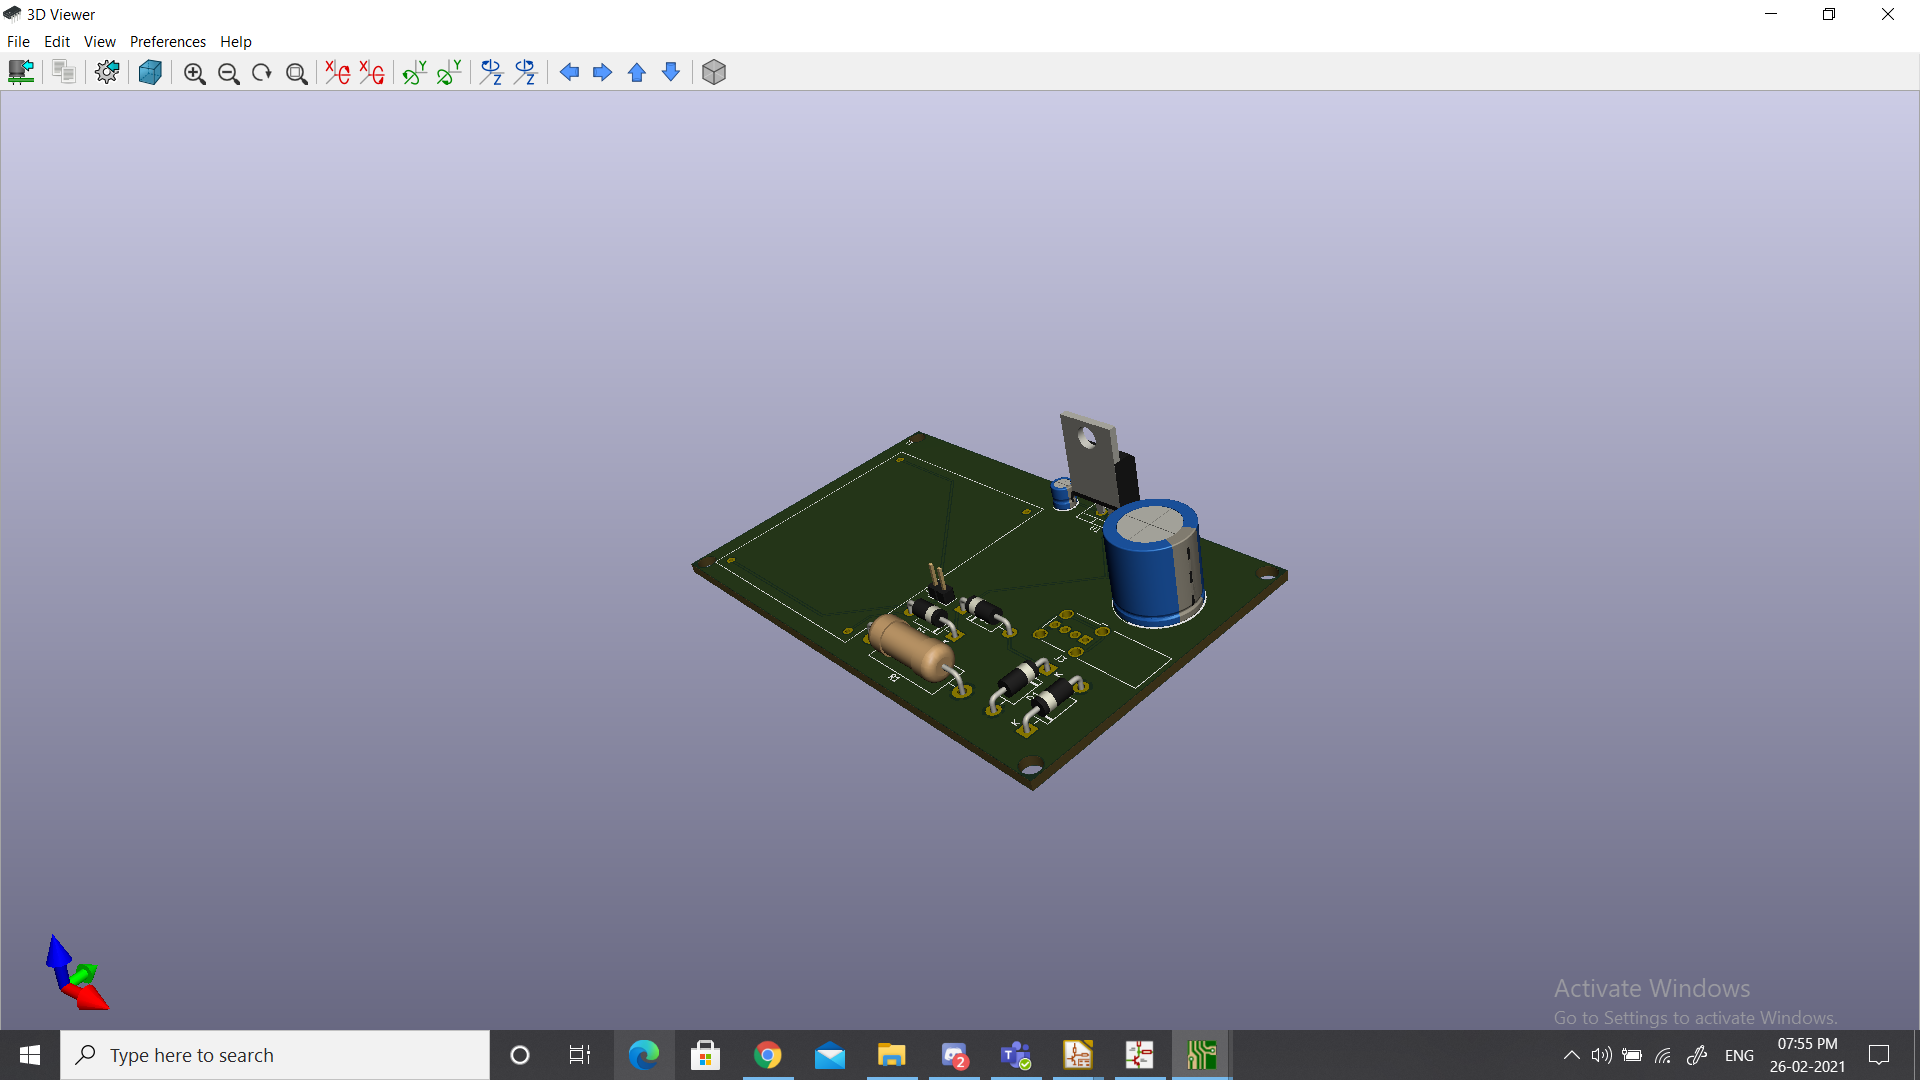 3D Viewer
File Edit View Preferences Help
Activate Windows
Go to Settings to activate Windows.
Type here to search
2
ENG
07:55 PM
26-02-2021